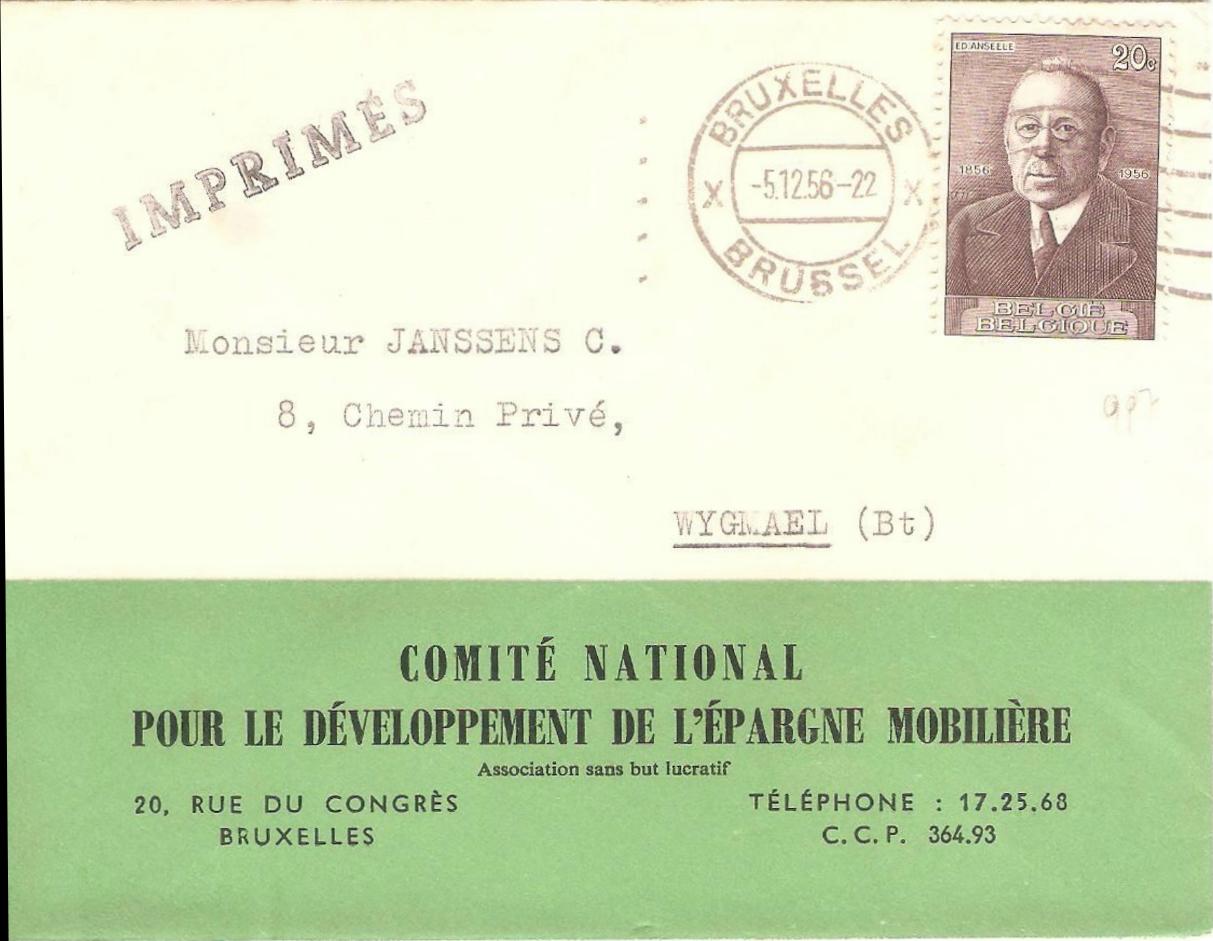 IMPRIMÉS
BRUXELLES
-5.12.56-22
X X
BRUSSEL
ED. ANSEELE
20c
1856 1956
BELGIË
BELGIQUE
Monsieur JANSSENS C.
8, Chemin Privé,
997
WYGMAEL (Bt)
COMITÉ NATIONAL
POUR LE DÉVELOPPEMENT DE L'ÉPARGNE MOBILIÈRE
Association sans but lucratif
20, RUE DU CONGRÈS
BRUXELLES
TÉLÉPHONE : 17.25.68
C. C. P. 364.93